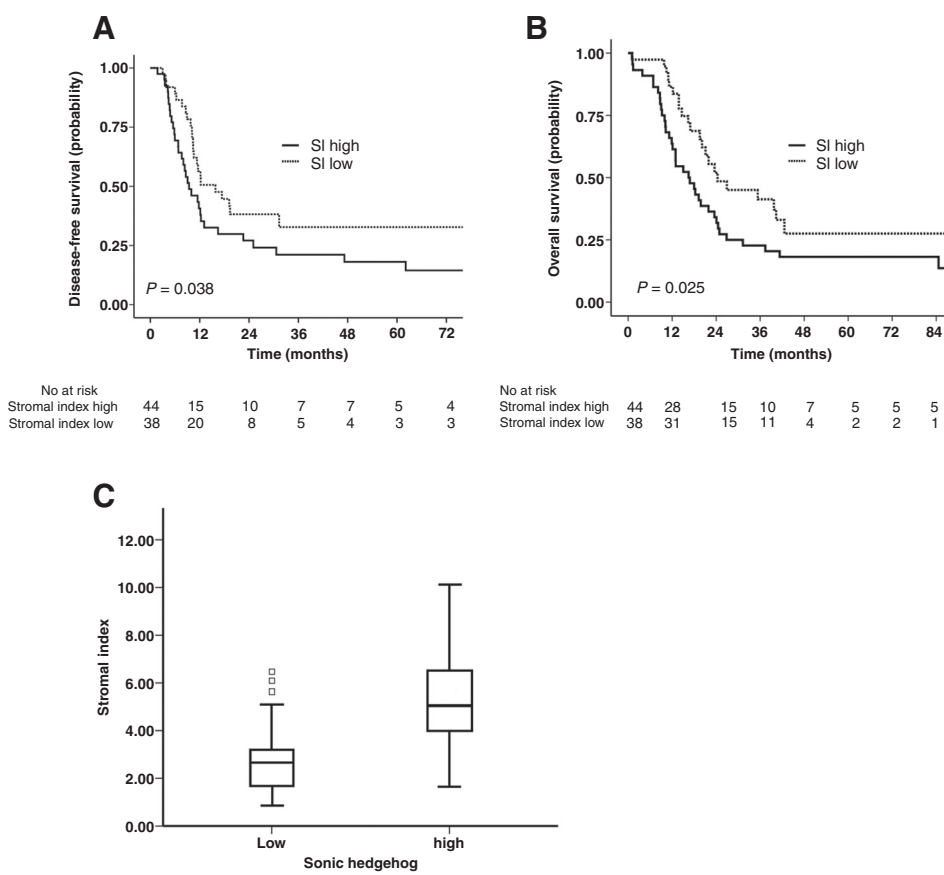 A
Disease-free survival (probability)
1.00
0.75
0.50
0.25
0.00
SI high
SI low
P = 0.038
0 12 24 36 48 60 72
Time (months)
No at risk
Stromal index high 44 15 10 7 7 5 4
Stromal index low 38 20 8 5 4 3 3
B
Overall survival (probability)
1.00
0.75
0.50
0.25
0.00
SI high
SI low
P = 0.025
0 12 24 36 48 60 72 84
Time (months)
No at risk
Stromal index high 44 28 15 10 7 5 5 5
Stromal index low 38 31 15 11 4 2 2 1
C
Stromal index
12.00
10.00
8.00
6.00
4.00
2.00
0.00
Low high
Sonic hedgehog